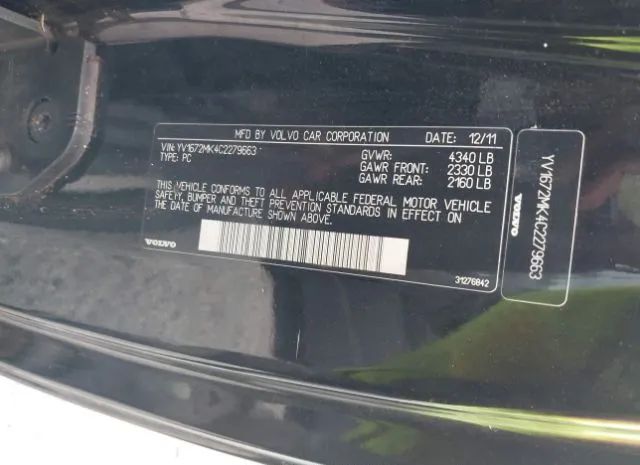 MFD BY VOLVO CAR CORPORATION DATE: 12/11
VIN: YV1672MK4C2279663 GVWR: 4340 LB
TYPE: PC GAWR FRONT: 2330 LB
GAWR REAR: 2160 LB
THIS VEHICLE CONFORMS TO ALL APPLICABLE FEDERAL MOTOR VEHICLE
SAFETY, BUMPER AND THEFT PREVENTION STANDARDS IN EFFECT ON
THE DATE OF MANUFACTURE SHOWN ABOVE.
VOLVO
31276842
YV1672MK4C2279663
VOLVO